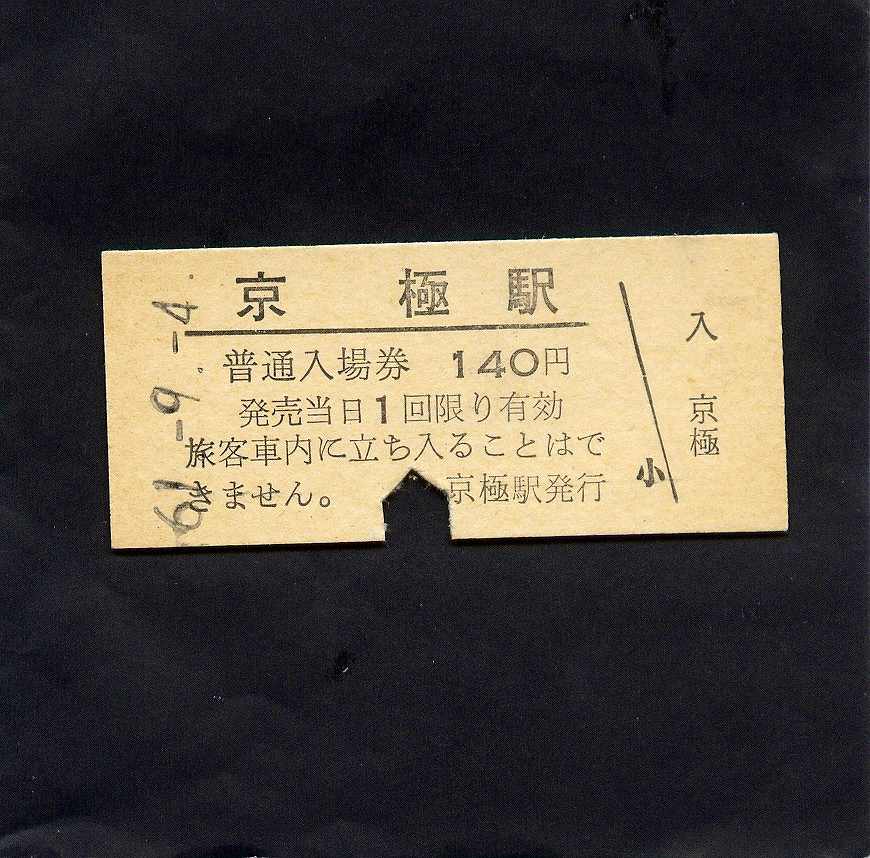 京極駅
普通入場券 140円
発売当日1回限り有効
旅客車内に立ち入ることはで
きません。 京極駅発行
小
入
京極
61-9.-4.